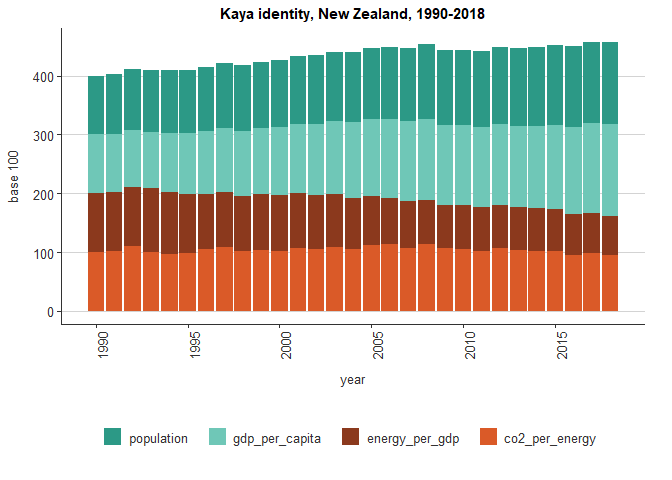 Kaya identity, New Zealand, 1990-2018
base 100
400
300
200
100
0
1990
1995
2000
2005
2010
2015
year
population
gdp_per_capita
energy_per_gdp
co2_per_energy